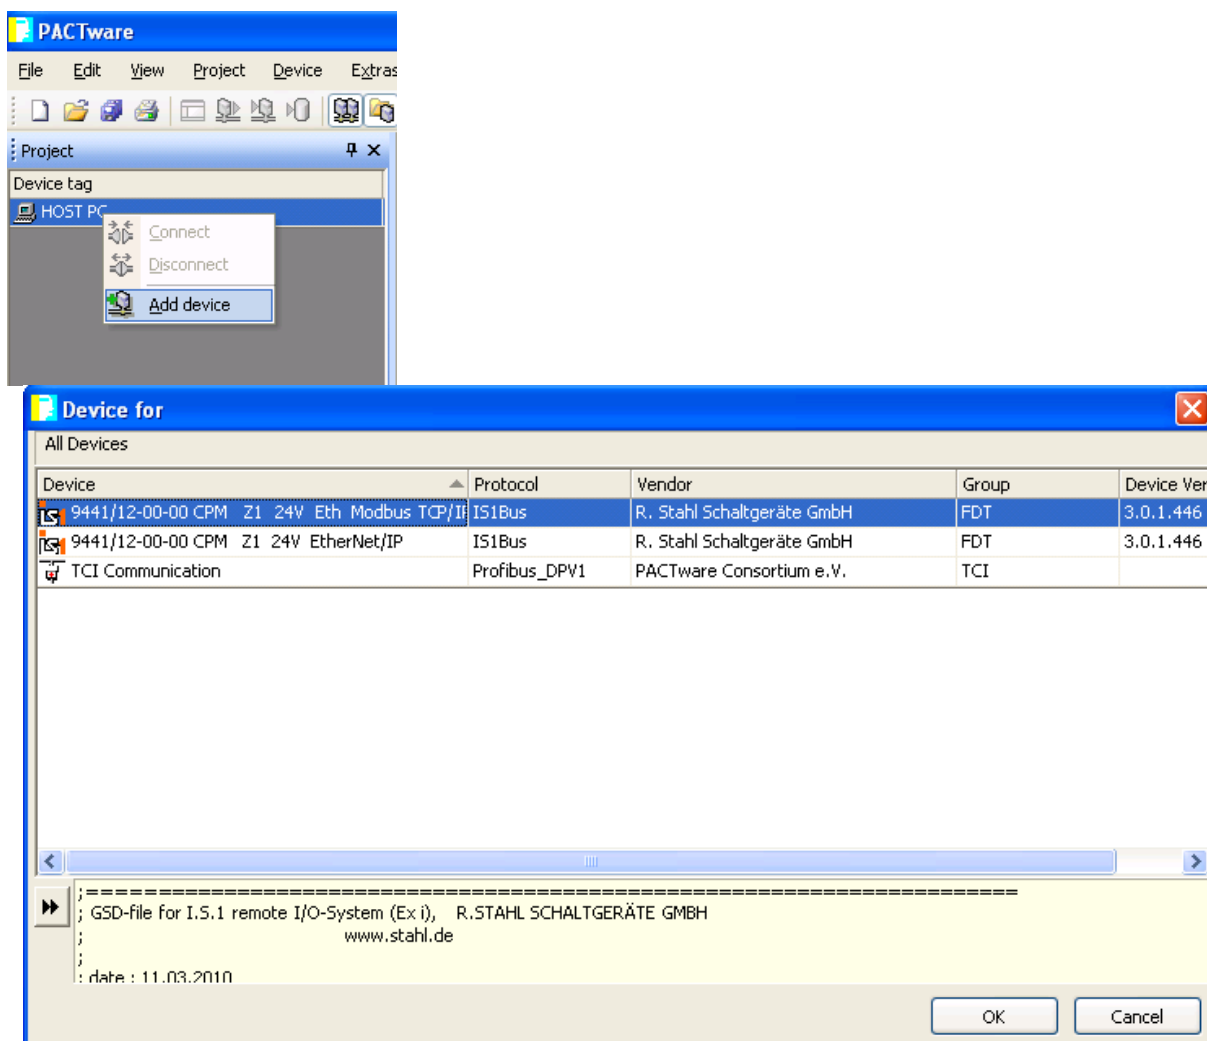 PACTware
File Edit View Project Device Extras
Project
Device tag
HOST PC
Connect
Disconnect
Add device
Device for
All Devices
Device Protocol Vendor Group Device Ver
9441/12-00-00 CPM Z1 24V Eth Modbus TCP/IP IS1Bus R. Stahl Schaltgeräte GmbH FDT 3.0.1.446
9441/12-00-00 CPM Z1 24V EtherNet/IP IS1Bus R. Stahl Schaltgeräte GmbH FDT 3.0.1.446
TCI Communication Profibus_DPV1 PACTware Consortium e.V. TCI
;================================================================
; GSD-file for I.S.1 remote I/O-System (Ex i), R.STAHL SCHALTGERÄTE GMBH
; www.stahl.de
;
; date : 11.03.2010
OK Cancel